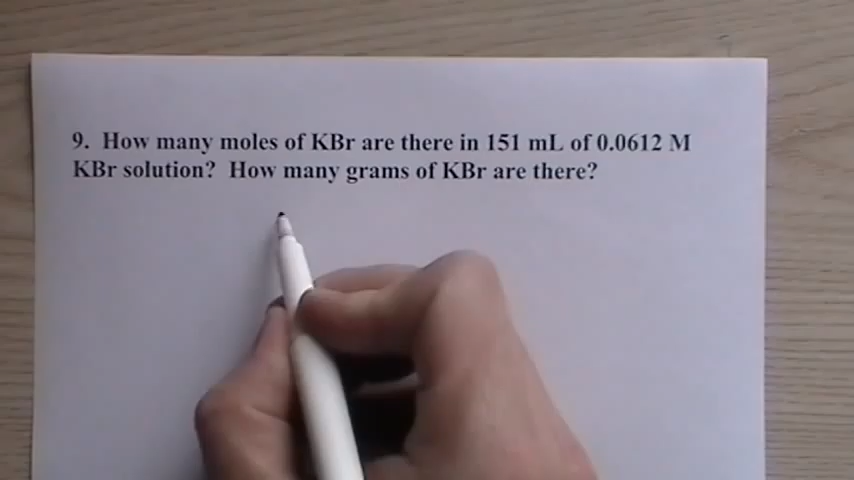 9. How many moles of KBr are there in 151 mL of 0.0612 M
KBr solution? How many grams of KBr are there?